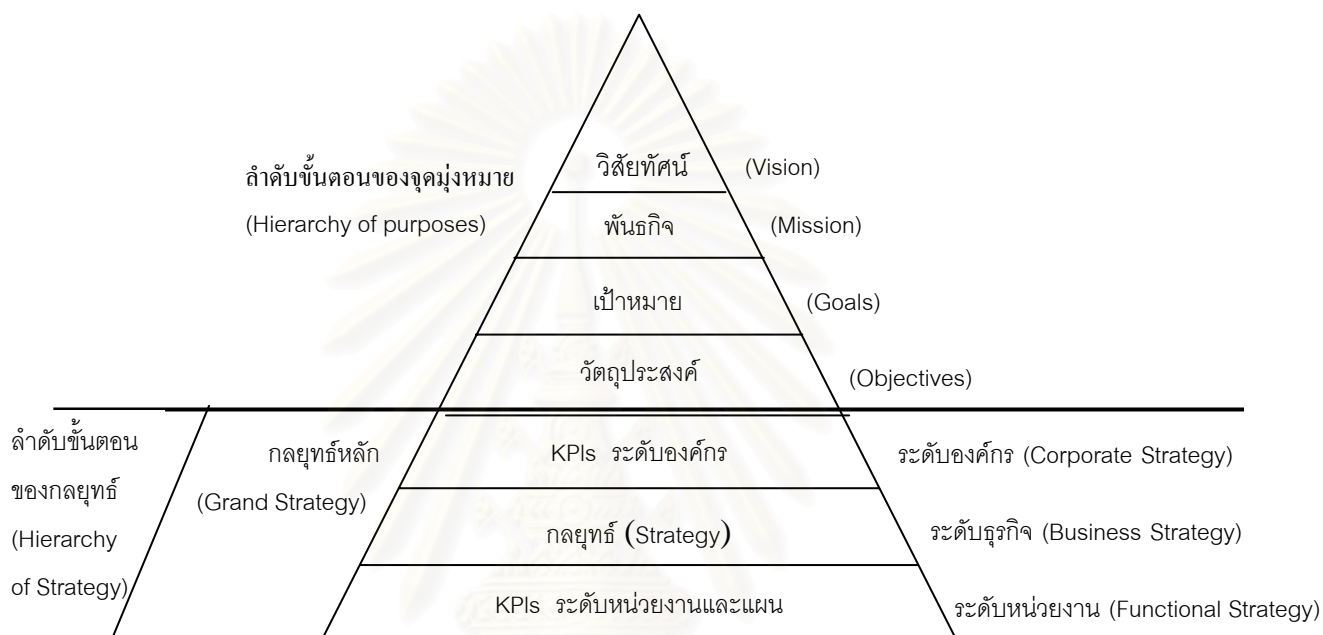 วิสัยทัศน์ (Vision)
ลำดับขั้นตอนของจุดมุ่งหมาย
(Hierarchy of purposes)
พันธกิจ (Mission)
เป้าหมาย (Goals)
วัตถุประสงค์ (Objectives)
ลำดับขั้นตอน
ของกลยุทธ์
(Hierarchy
of Strategy)
กลยุทธ์หลัก
(Grand Strategy)
KPIs ระดับองค์กร
ระดับองค์กร (Corporate Strategy)
กลยุทธ์ (Strategy)
ระดับธุรกิจ (Business Strategy)
KPIs ระดับหน่วยงานและแผน
ระดับหน่วยงาน (Functional Strategy)